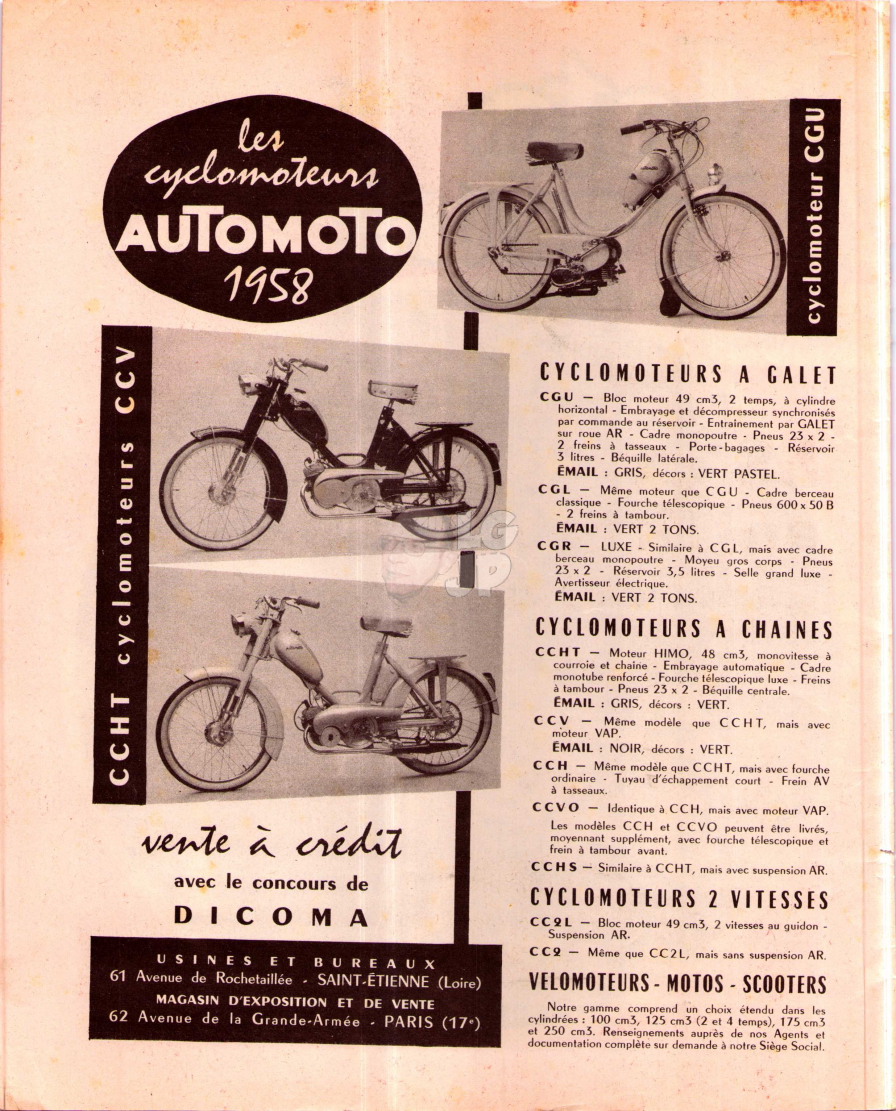 les
cyclomoteurs
AUTOMOTO
1958
cyclomoteur CGU
CCHT cyclomoteurs CCV
LG
JP
vente à crédit
avec le concours de
DICOMA
USINES ET BUREAUX
61 Avenue de Rochetaillée - SAINT-ÉTIENNE (Loire)
MAGASIN D'EXPOSITION ET DE VENTE
62 Avenue de la Grande-Armée - PARIS (17e)
CYCLOMOTEURS A GALET
CGU — Bloc moteur 49 cm3, 2 temps, à cylindre
horizontal - Embrayage et décompresseur synchronisés
par commande au réservoir - Entrainement par GALET
sur roue AR - Cadre monopoutre - Pneus 23 x 2 -
2 freins à tasseaux - Porte-bagages - Réservoir
3 litres - Béquille latérale.
ÉMAIL : GRIS, décors : VERT PASTEL.
CGL — Même moteur que CGU - Cadre berceau
classique - Fourche télescopique - Pneus 600 x 50 B
- 2 freins à tambour.
ÉMAIL : VERT 2 TONS.
CGR — LUXE - Similaire à CGL, mais avec cadre
berceau monopoutre - Moyeu gros corps - Pneus
23 x 2 - Réservoir 3,5 litres - Selle grand luxe -
Avertisseur électrique.
ÉMAIL : VERT 2 TONS.
CYCLOMOTEURS A CHAINES
CCHT — Moteur HIMO, 48 cm3, monovitesse à
courroie et chaine - Embrayage automatique - Cadre
monotube renforcé - Fourche télescopique luxe - Freins
à tambour - Pneus 23 x 2 - Béquille centrale.
ÉMAIL : GRIS, décors : VERT.
CCV — Même modèle que CCHT, mais avec
moteur VAP.
ÉMAIL : NOIR, décors : VERT.
CCH — Même modèle que CCHT, mais avec fourche
ordinaire - Tuyau d'échappement court - Frein AV
à tasseaux.
CCVO — Identique à CCH, mais avec moteur VAP.
Les modèles CCH et CCVO peuvent être livrés,
moyennant supplément, avec fourche télescopique et
frein à tambour avant.
CCHS — Similaire à CCHT, mais avec suspension AR.
CYCLOMOTEURS 2 VITESSES
CC2L — Bloc moteur 49 cm3, 2 vitesses au guidon -
Suspension AR.
CC2 — Même que CC2L, mais sans suspension AR.
VELOMOTEURS - MOTOS - SCOOTERS
Notre gamme comprend un choix étendu dans les
cylindrées : 100 cm3, 125 cm3 (2 et 4 temps), 175 cm3
et 250 cm3. Renseignements auprès de nos Agents et
documentation complète sur demande à notre Siège Social.